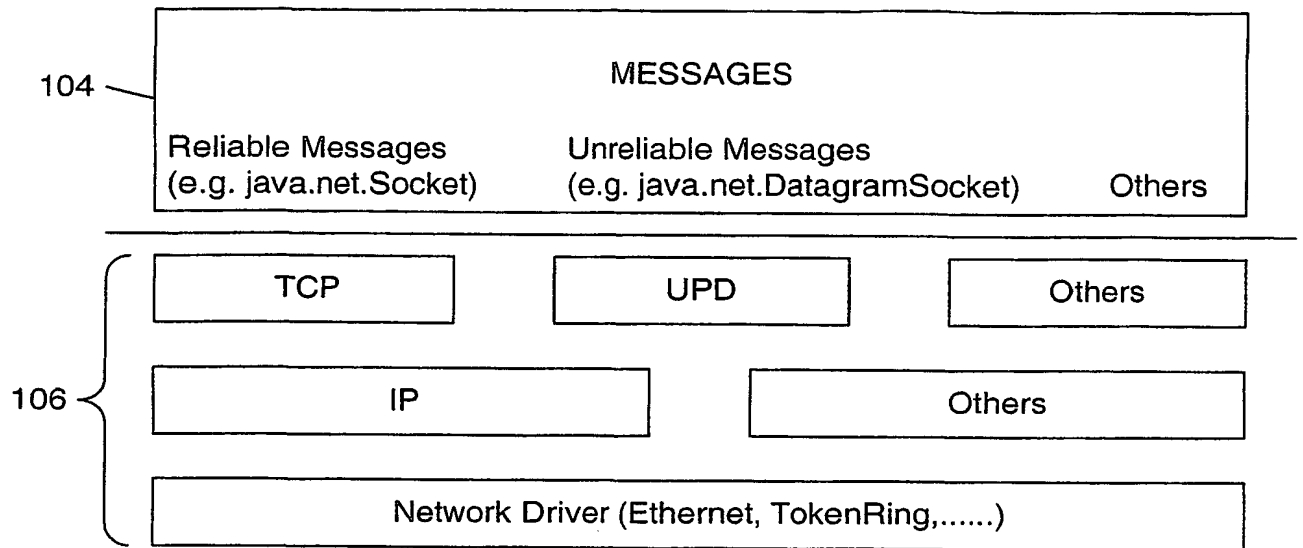 MESSAGES
104
Reliable Messages
(e.g. java.net.Socket)
Unreliable Messages
(e.g. java.net.DatagramSocket)
Others
TCP
UPD
Others
106
IP
Others
Network Driver (Ethernet, TokenRing,......)